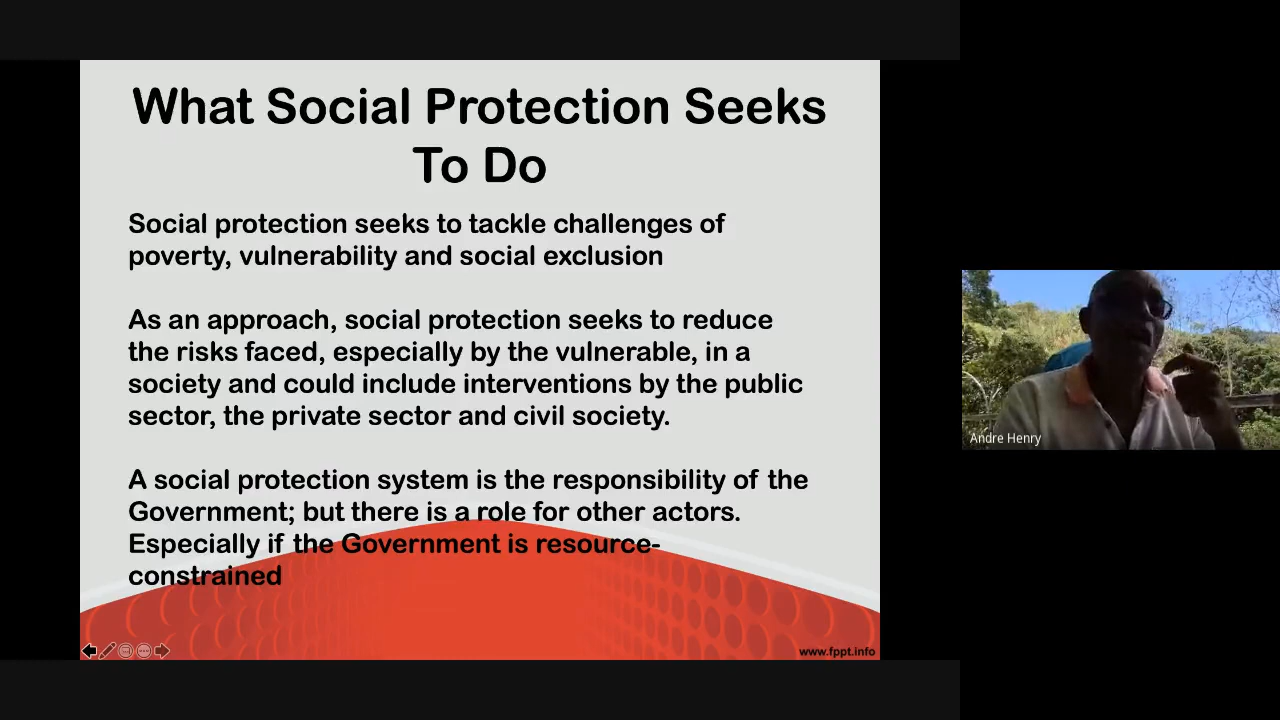 What Social Protection Seeks
To Do
Social protection seeks to tackle challenges of
poverty, vulnerability and social exclusion
As an approach, social protection seeks to reduce
the risks faced, especially by the vulnerable, in a
society and could include interventions by the public
sector, the private sector and civil society.
A social protection system is the responsibility of the
Government; but there is a role for other actors.
Especially if the Government is resource-
constrained
www.fppt.info
Andre Henry